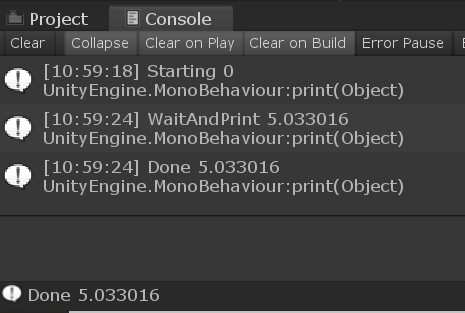 Project Console
Clear Collapse Clear on Play Clear on Build Error Pause
[10:59:18] Starting 0
UnityEngine.MonoBehaviour:print(Object)
[10:59:24] WaitAndPrint 5.033016
UnityEngine.MonoBehaviour:print(Object)
[10:59:24] Done 5.033016
UnityEngine.MonoBehaviour:print(Object)
Done 5.033016